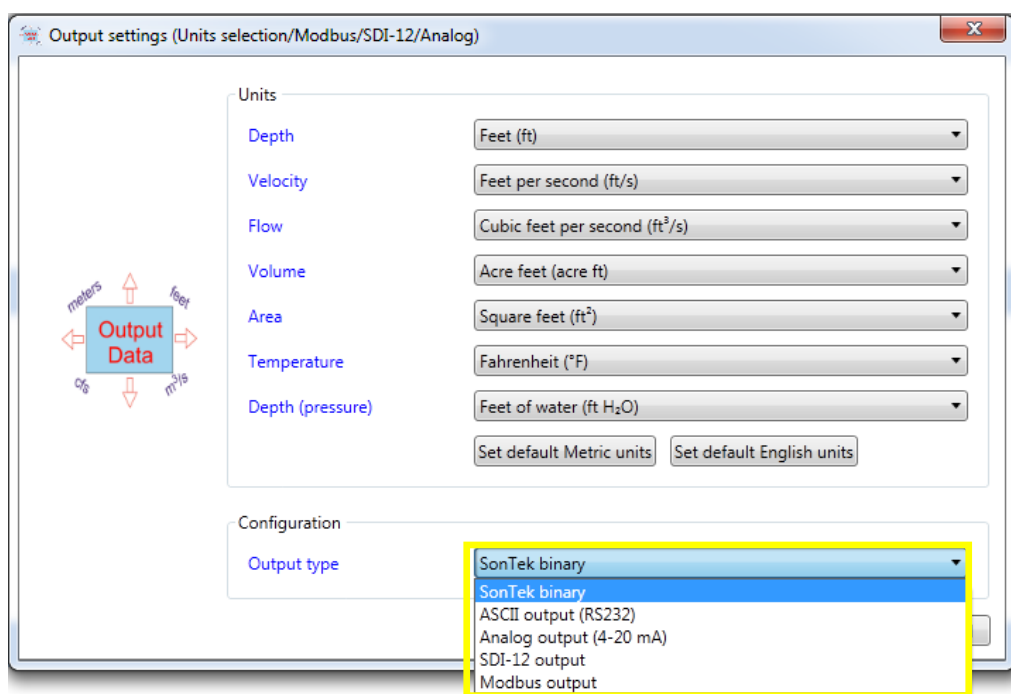 Output settings (Units selection/Modbus/SDI-12/Analog)
Units
Depth
Feet (ft)
Velocity
Feet per second (ft/s)
Flow
Cubic feet per second (ft³/s)
Volume
Acre feet (acre ft)
Area
Square feet (ft²)
Temperature
Fahrenheit (°F)
Depth (pressure)
Feet of water (ft H₂O)
Set default Metric units
Set default English units
meters
feet
Output
Data
cfs
m³/s
Configuration
Output type
SonTek binary
SonTek binary
ASCII output (RS232)
Analog output (4-20 mA)
SDI-12 output
Modbus output